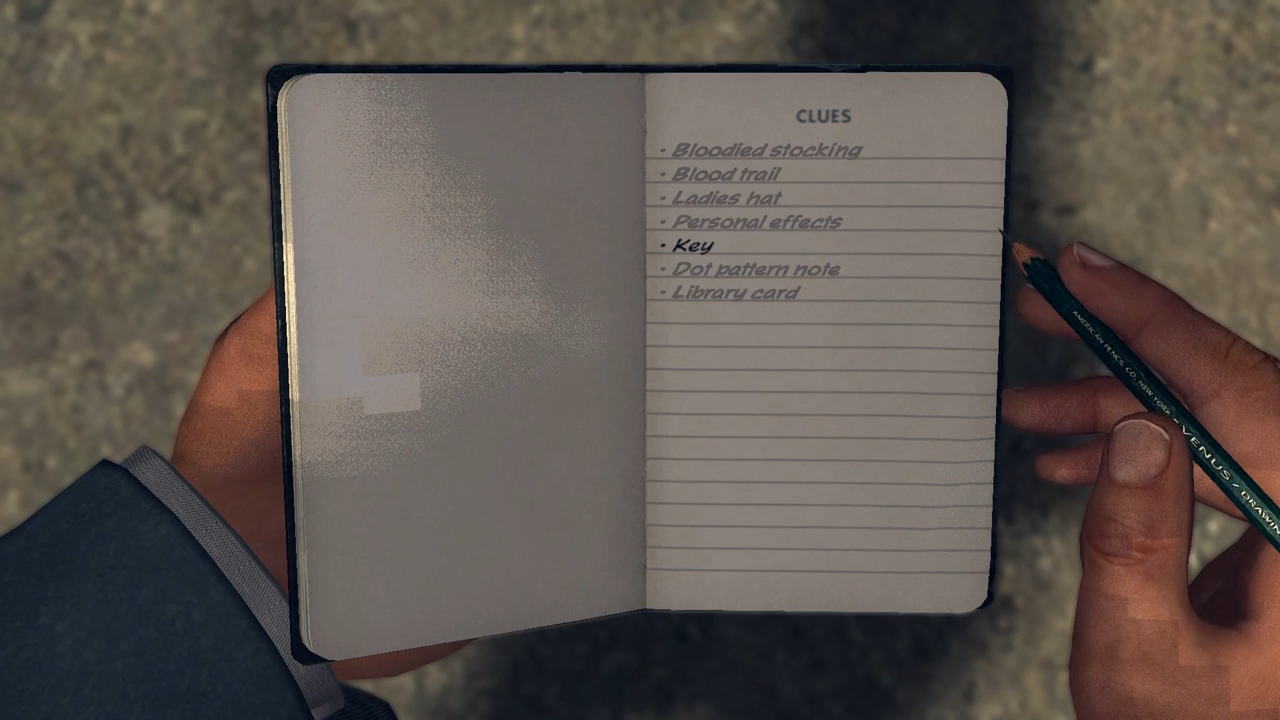 CLUES
• Bloodied stocking
• Blood trail
• Ladies hat
• Personal effects
• Key
• Dot pattern note
• Library card
AMERICAN PENCIL CO. NEW YORK - VENUS / DRAWIN